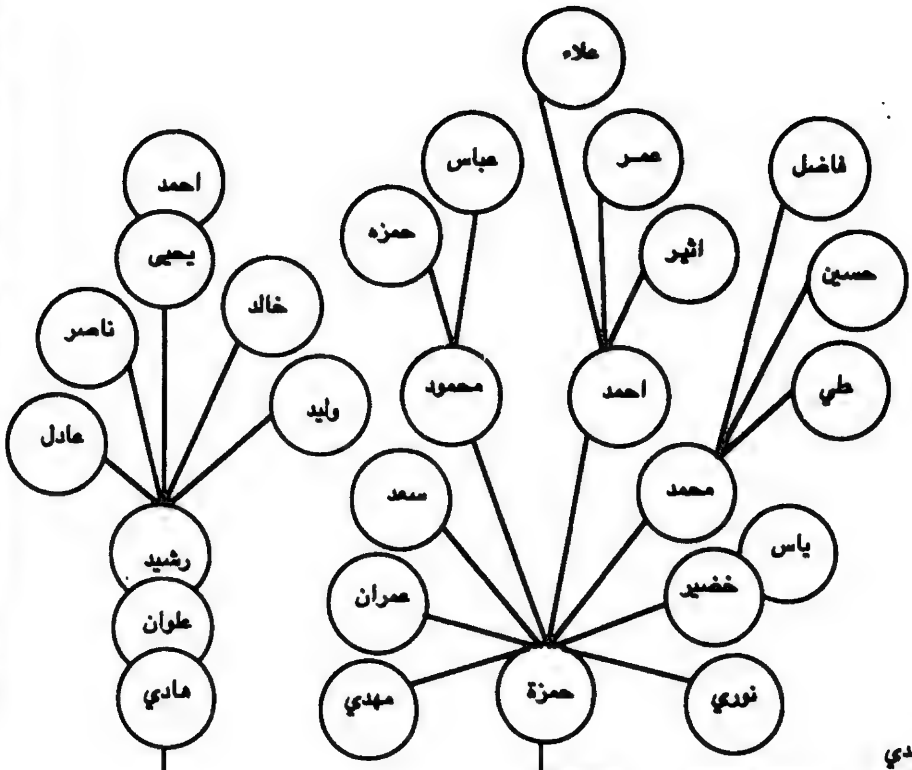 علاء
عمر
عباس
فاضل
احمد
حمزه
اثير
يحيى
حسين
خالد
ناصر
محمود
احمد
علي
وليد
عادل
سعد
محمد
ياس
رشيد
خضير
عمران
علوان
هادي
مهدي
حمزة
نوري